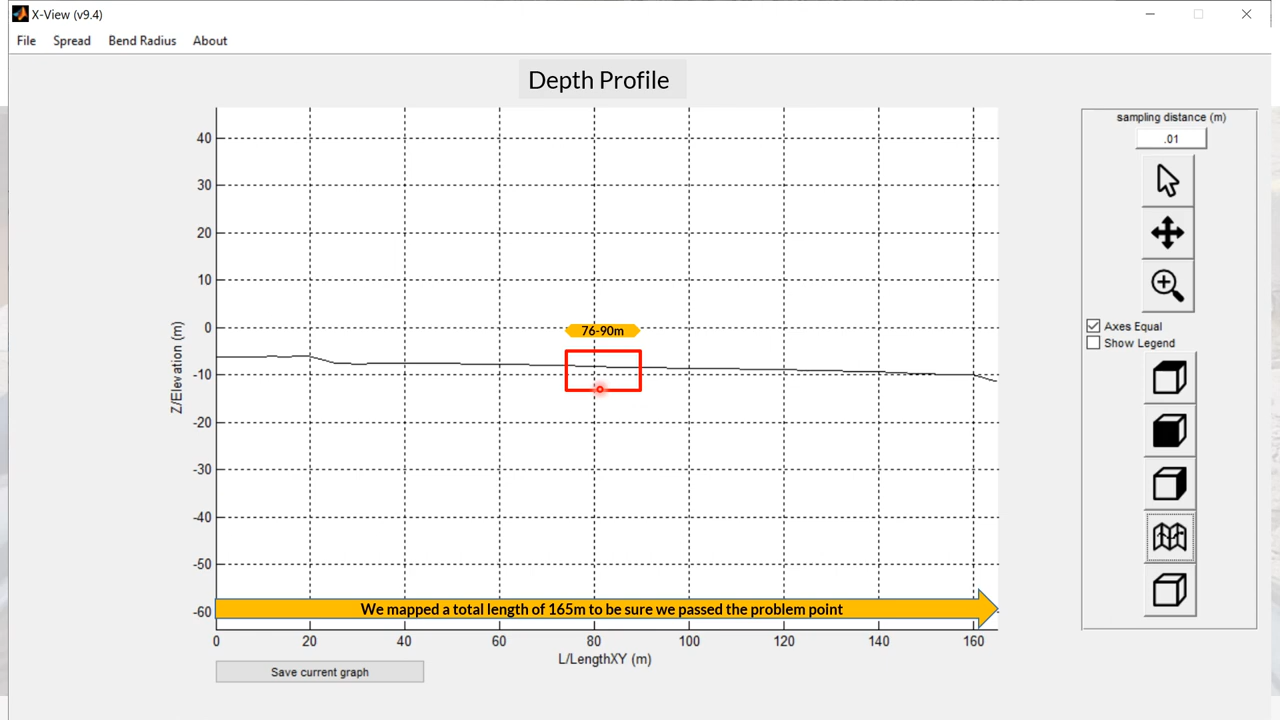 X-View (v9.4)
File Spread Bend Radius About
Depth Profile
sampling distance (m)
.01
40
30
20
10
0
-10
-20
-30
-40
-50
-60
Z/Elevation (m)
76-90m
Axes Equal
Show Legend
We mapped a total length of 165m to be sure we passed the problem point
0 20 40 60 80 100 120 140 160
L/LengthXY (m)
Save current graph